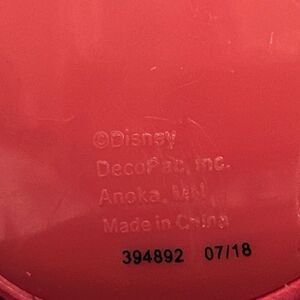 ©Disney
DecoPac, Inc.
Anoka, MN
Made in China
394892 07/18